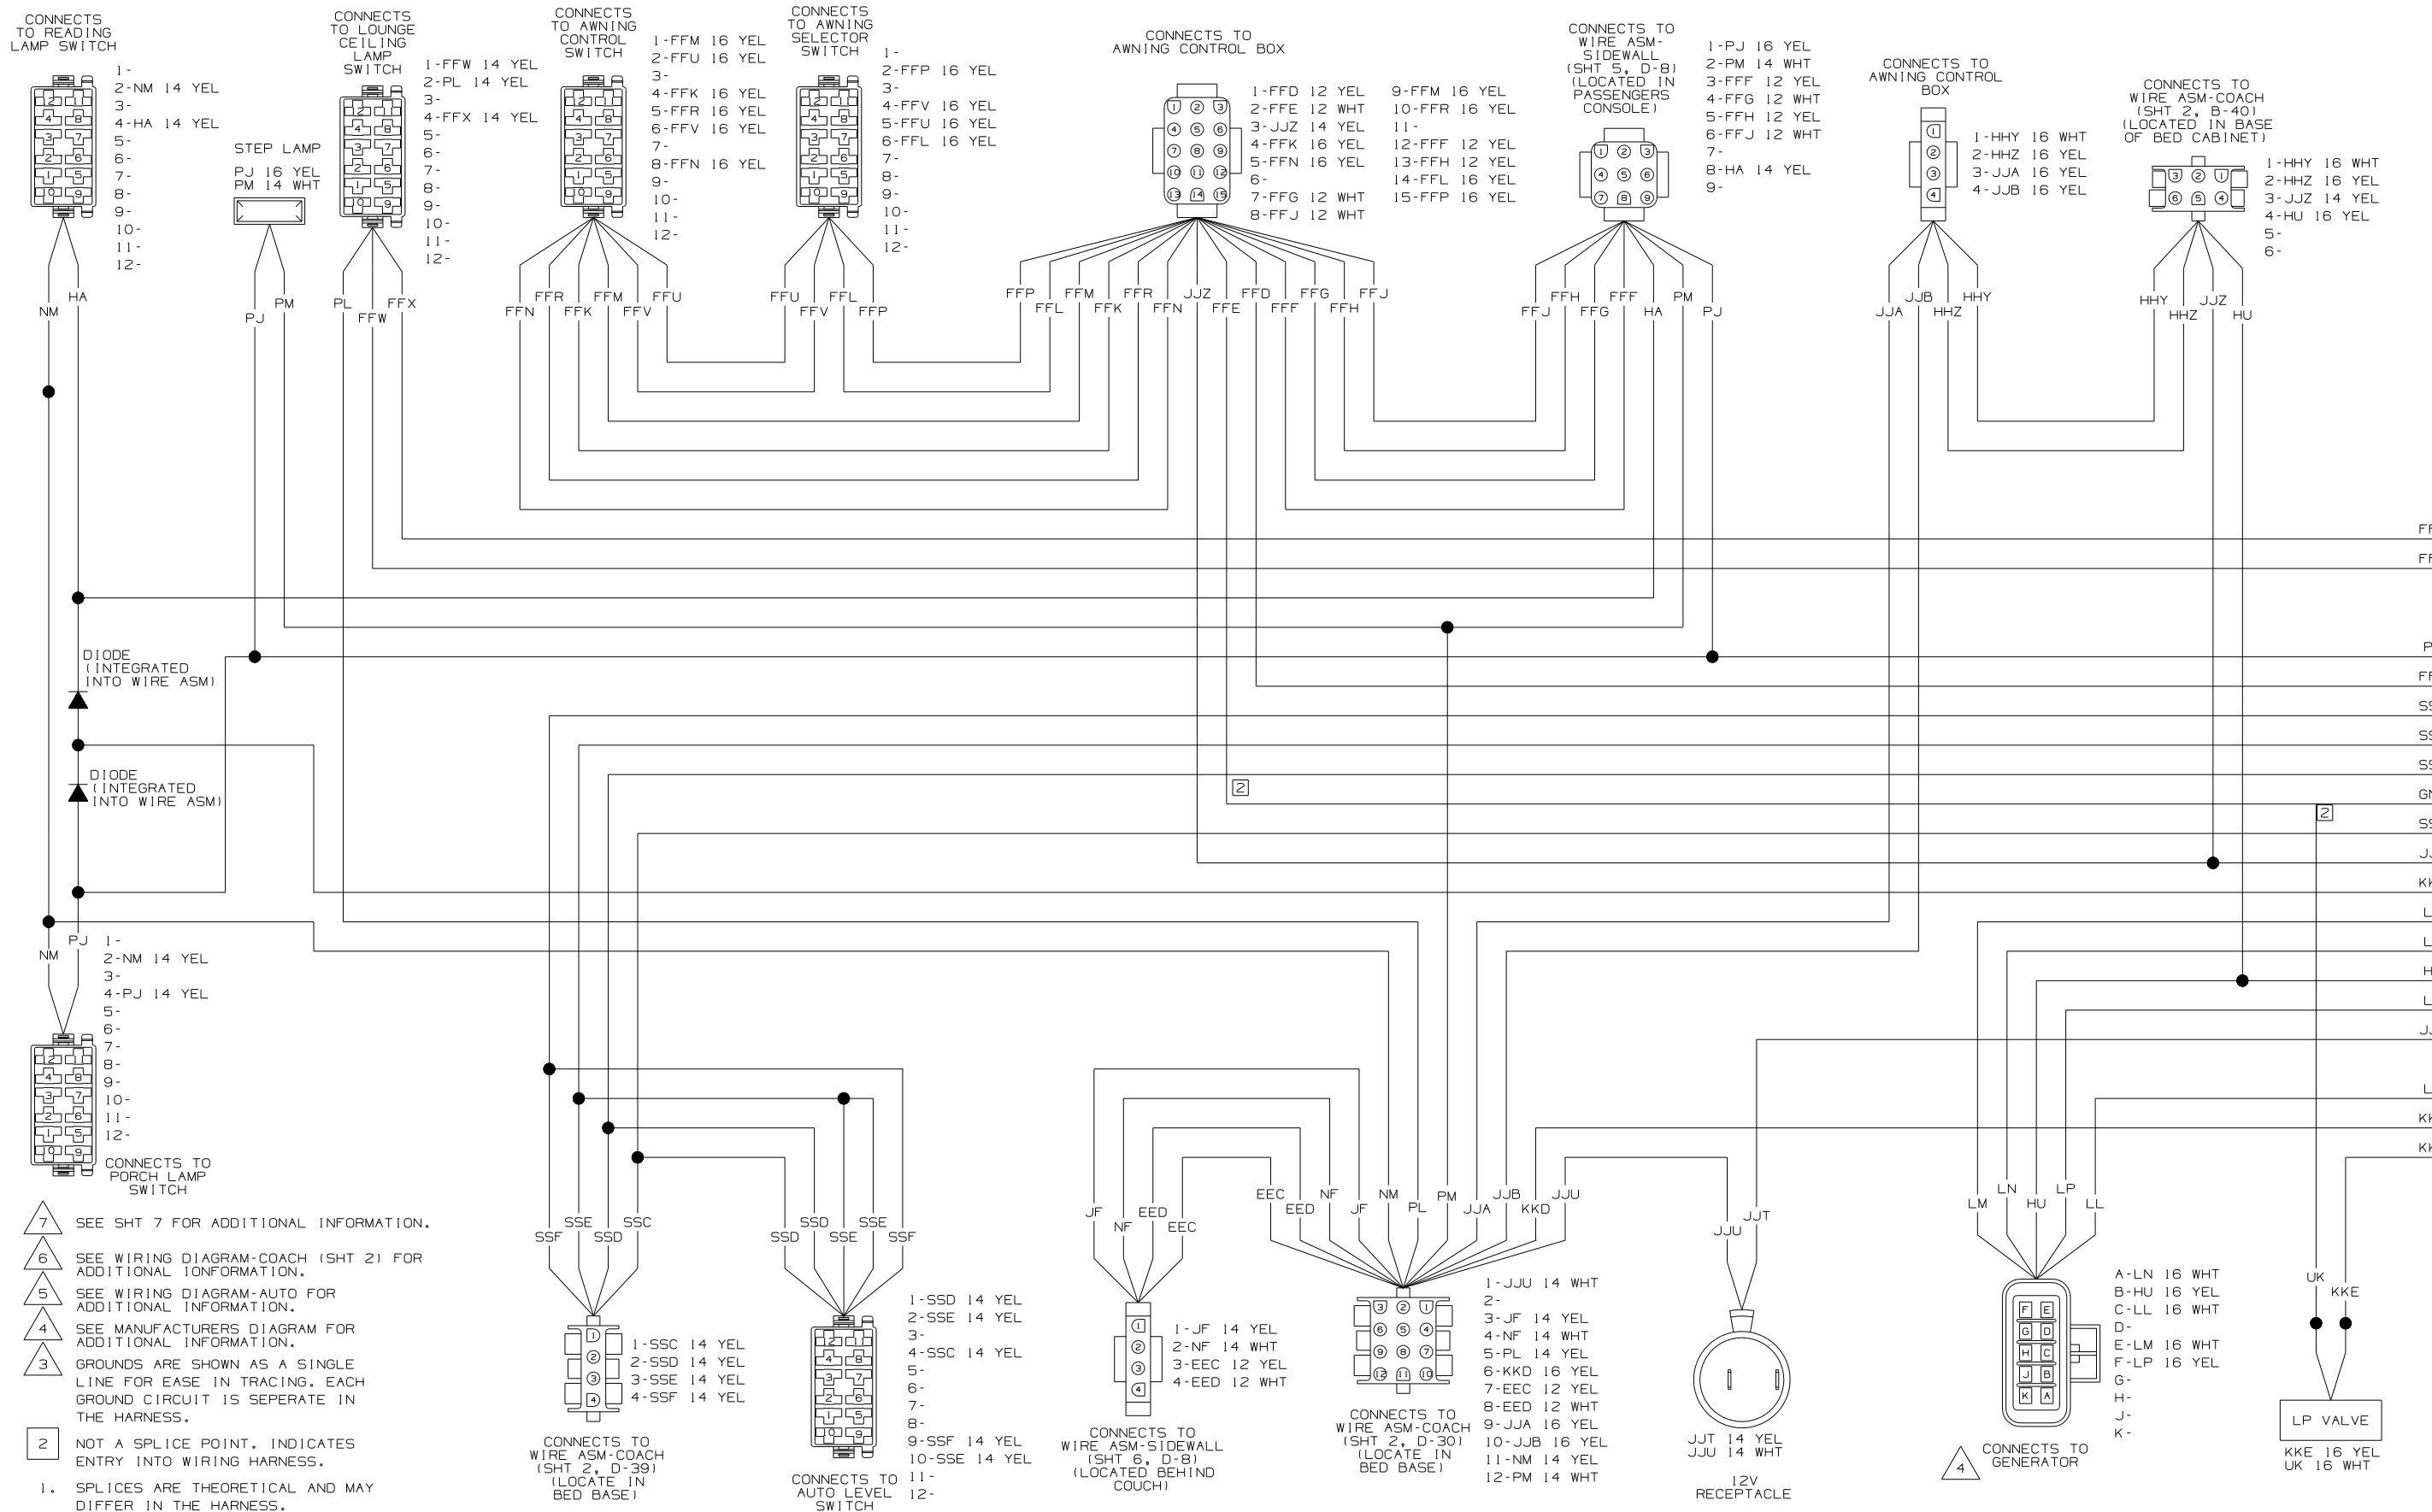 CONNECTS
TO READING
LAMP SWITCH
1-
2-NM 14 YEL
3-
4-HA 14 YEL
5-
6-
7-
8-
9-
10-
11-
12-
STEP LAMP
PJ 16 YEL
PM 14 WHT
CONNECTS
TO LOUNGE
CEILING
LAMP
SWITCH
1-FFW 14 YEL
2-PL 14 YEL
3-
4-FFX 14 YEL
5-
6-
7-
8-
9-
10-
11-
12-
CONNECTS
TO AWNING
CONTROL
SWITCH
1-FFM 16 YEL
2-FFU 16 YEL
3-
4-FFK 16 YEL
5-FFR 16 YEL
6-FFV 16 YEL
7-
8-FFN 16 YEL
9-
10-
11-
12-
CONNECTS
TO AWNING
SELECTOR
SWITCH
1-
2-FFP 16 YEL
3-
4-FFV 16 YEL
5-FFU 16 YEL
6-FFL 16 YEL
7-
8-
9-
10-
11-
12-
CONNECTS TO
AWNING CONTROL BOX
1-FFD 12 YEL
2-FFE 12 WHT
3-JJZ 14 YEL
4-FFK 16 YEL
5-FFN 16 YEL
6-
7-FFG 12 WHT
8-FFJ 12 WHT
9-FFM 16 YEL
10-FFR 16 YEL
11-
12-FFF 12 YEL
13-FFH 12 YEL
14-FFL 16 YEL
15-FFP 16 YEL
CONNECTS TO
WIRE ASM-
SIDEWALL
(SHT 5, D-8)
(LOCATED IN
PASSENGERS
CONSOLE)
1-PJ 16 YEL
2-PM 14 WHT
3-FFF 12 YEL
4-FFG 12 WHT
5-FFH 12 YEL
6-FFJ 12 WHT
7-
8-HA 14 YEL
9-
CONNECTS TO
AWNING CONTROL
BOX
1-HHY 16 WHT
2-HHZ 16 YEL
3-JJA 16 YEL
4-JJB 16 YEL
CONNECTS TO
WIRE ASM-COACH
(SHT 2, B-40)
(LOCATED IN BASE
OF BED CABINET)
1-HHY 16 WHT
2-HHZ 16 YEL
3-JJZ 14 YEL
4-HU 16 YEL
5-
6-
NM HA PJ PM PL FFW FFX
FFN FFR FFK FFM FFV FFU
FFU FFV FFL FFP
FFP FFL FFM FFK FFR FFN JJZ FFE FFD FFF FFG FFH FFJ
FFJ FFH FFG FFF HA PM PJ
JJA JJB HHZ HHY
HHY HHZ JJZ HU
DIODE
(INTEGRATED
INTO WIRE ASM)
DIODE
(INTEGRATED
INTO WIRE ASM)
2
2
NM PJ
1-
2-NM 14 YEL
3-
4-PJ 14 YEL
5-
6-
7-
8-
9-
10-
11-
12-
CONNECTS TO
PORCH LAMP
SWITCH
7 SEE SHT 7 FOR ADDITIONAL INFORMATION.
6 SEE WIRING DIAGRAM-COACH (SHT 2) FOR
ADDITIONAL IONFORMATION.
5 SEE WIRING DIAGRAM-AUTO FOR
ADDITIONAL INFORMATION.
4 SEE MANUFACTURERS DIAGRAM FOR
ADDITIONAL INFORMATION.
3 GROUNDS ARE SHOWN AS A SINGLE
LINE FOR EASE IN TRACING. EACH
GROUND CIRCUIT IS SEPERATE IN
THE HARNESS.
2 NOT A SPLICE POINT. INDICATES
ENTRY INTO WIRING HARNESS.
1. SPLICES ARE THEORETICAL AND MAY
DIFFER IN THE HARNESS.
SSF SSE SSD SSC
1-SSC 14 YEL
2-SSD 14 YEL
3-SSE 14 YEL
4-SSF 14 YEL
CONNECTS TO
WIRE ASM-COACH
(SHT 2, D-39)
(LOCATE IN
BED BASE)
SSD SSD SSE SSE SSF
1-SSD 14 YEL
2-SSE 14 YEL
3-
4-SSC 14 YEL
5-
6-
7-
8-
9-SSF 14 YEL
10-SSE 14 YEL
11-
12-
CONNECTS TO
AUTO LEVEL
SWITCH
JF NF EED EEC
1-JF 14 YEL
2-NF 14 WHT
3-EEC 12 YEL
4-EED 12 WHT
CONNECTS TO
WIRE ASM-SIDEWALL
(SHT 6, D-8)
(LOCATED BEHIND
COUCH)
EEC EED NF JF NM PL PM JJA JJB KKD JJU
1-JJU 14 WHT
2-
3-JF 14 YEL
4-NF 14 WHT
5-PL 14 YEL
6-KKD 16 YEL
7-EEC 12 YEL
8-EED 12 WHT
9-JJA 16 YEL
10-JJB 16 YEL
11-NM 14 YEL
12-PM 14 WHT
CONNECTS TO
WIRE ASM-COACH
(SHT 2, D-30)
(LOCATE IN
BED BASE)
JJU JJT
JJT 14 YEL
JJU 14 WHT
12V
RECEPTACLE
LM LN HU LP LL
F E
G D
H C
J B
K A
A-LN 16 WHT
B-HU 16 YEL
C-LL 16 WHT
D-
E-LM 16 WHT
F-LP 16 YEL
G-
H-
J-
K-
4 CONNECTS TO
GENERATOR
UK KKE
LP VALVE
KKE 16 YEL
UK 16 WHT